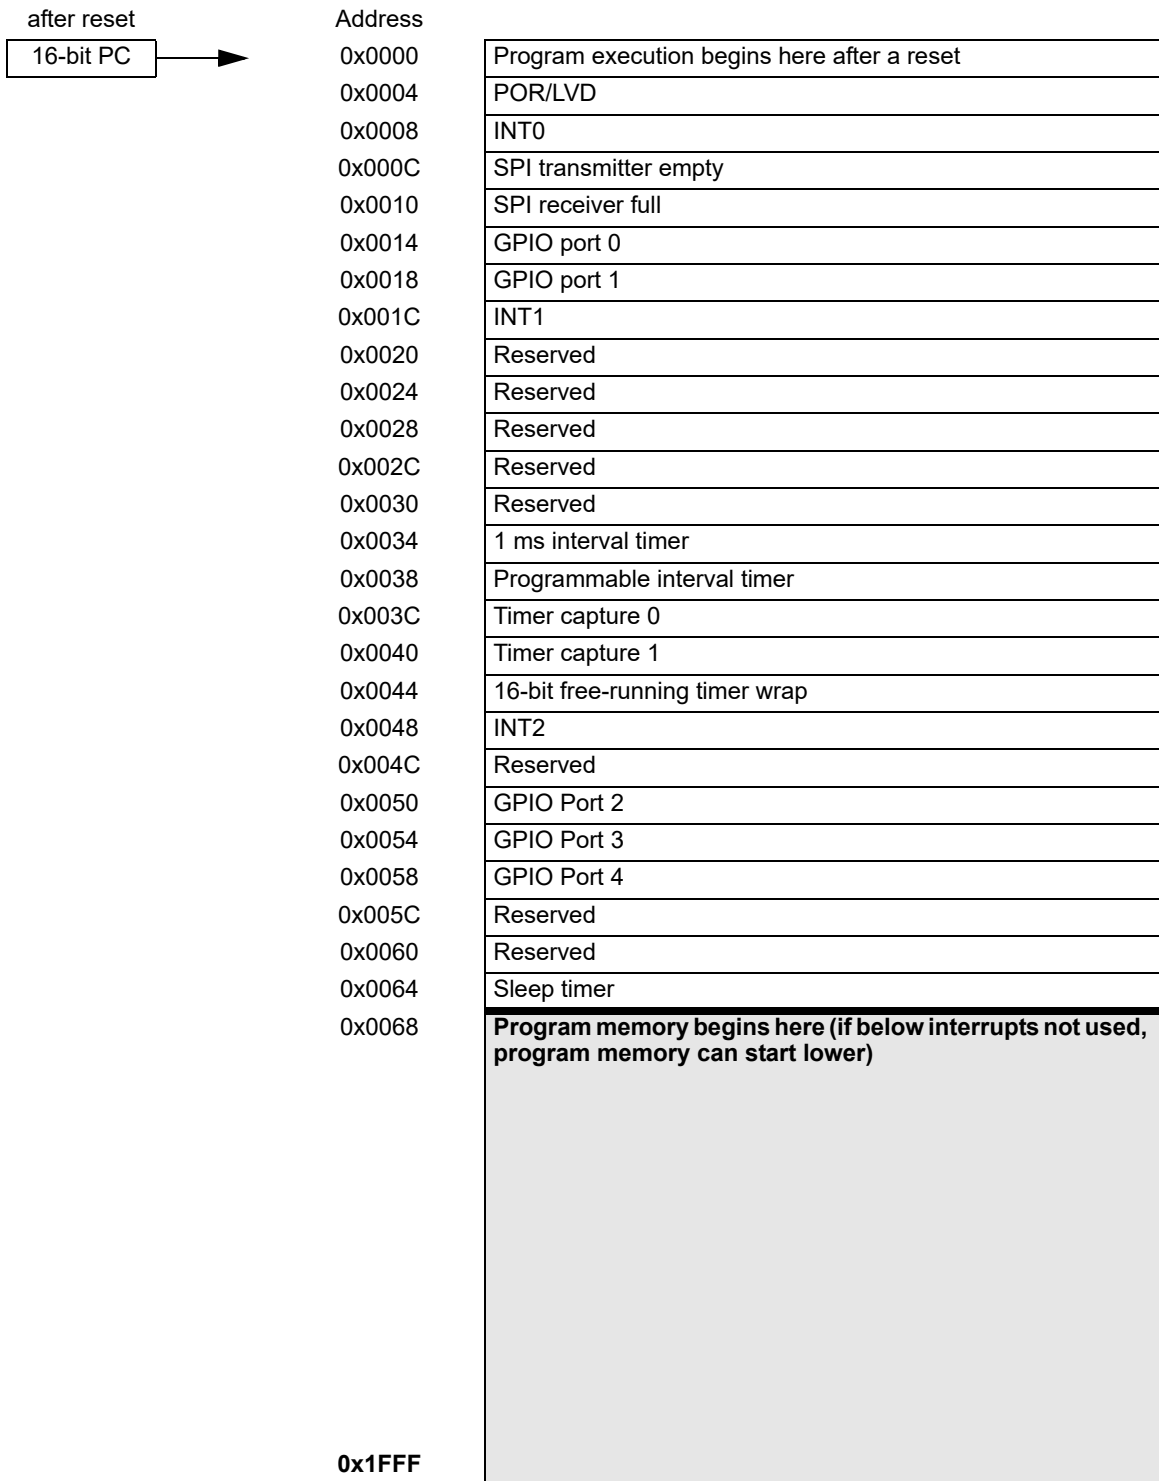 after reset Address
16-bit PC 0x0000 Program execution begins here after a reset
0x0004 POR/LVD
0x0008 INT0
0x000C SPI transmitter empty
0x0010 SPI receiver full
0x0014 GPIO port 0
0x0018 GPIO port 1
0x001C INT1
0x0020 Reserved
0x0024 Reserved
0x0028 Reserved
0x002C Reserved
0x0030 Reserved
0x0034 1 ms interval timer
0x0038 Programmable interval timer
0x003C Timer capture 0
0x0040 Timer capture 1
0x0044 16-bit free-running timer wrap
0x0048 INT2
0x004C Reserved
0x0050 GPIO Port 2
0x0054 GPIO Port 3
0x0058 GPIO Port 4
0x005C Reserved
0x0060 Reserved
0x0064 Sleep timer
0x0068 Program memory begins here (if below interrupts not used,
program memory can start lower)
0x1FFF